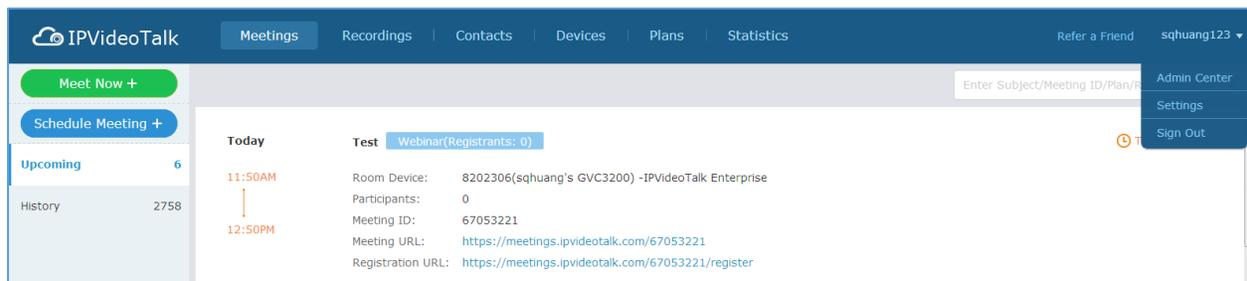 IPVideoTalk Meetings Recordings Contacts Devices Plans Statistics Refer a Friend sqhuang123
Meet Now + Enter Subject/Meeting ID/Plan/R Admin Center
Settings
Schedule Meeting + Today Test Webinar(Registrants: 0) T Sign Out
Upcoming 6
11:50AM Room Device: 8202306(sqhuang's GVC3200) -IPVideoTalk Enterprise
Participants: 0
History 2758
Meeting ID: 67053221
12:50PM
Meeting URL: https://meetings.ipvideotalk.com/67053221
Registration URL: https://meetings.ipvideotalk.com/67053221/register